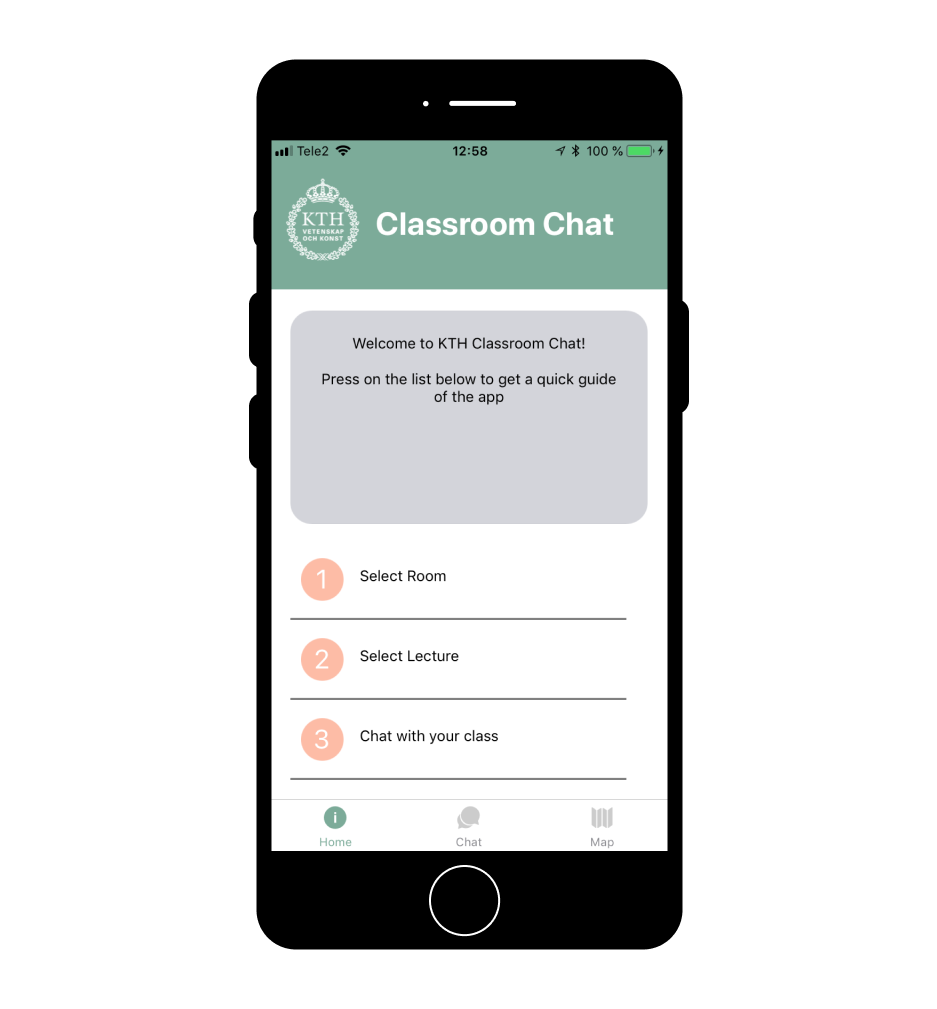 Tele2 12:58 100 %
KTH
VETENSKAP
OCH KONST
Classroom Chat
Welcome to KTH Classroom Chat!
Press on the list below to get a quick guide
of the app
1 Select Room
2 Select Lecture
3 Chat with your class
i
Home Chat Map